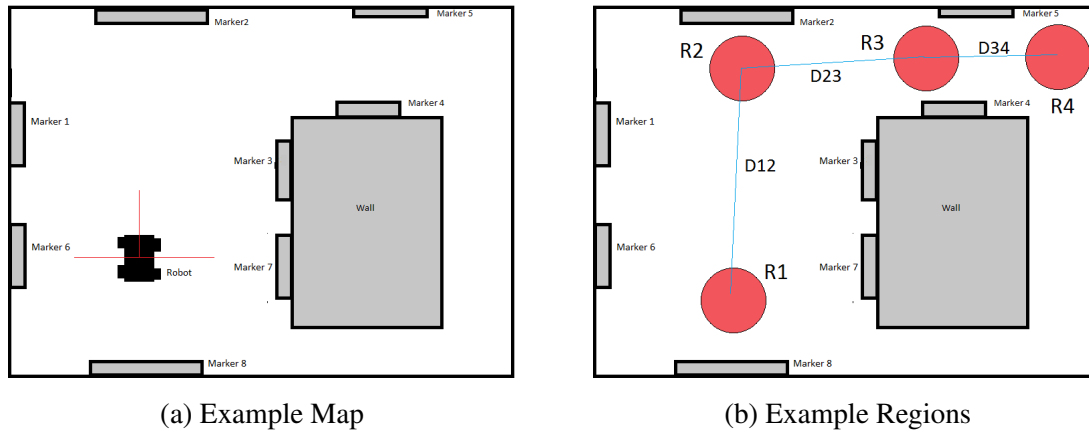 Marker2
Marker 5
Marker 1
Marker 4
Marker 3
Wall
Marker 6
Robot
Marker 7
Marker 8
(a) Example Map
Marker2
Marker 5
R2
R3
D34
D23
R4
Marker 4
Marker 1
D12
Marker 3
Wall
Marker 6
Marker 7
R1
Marker 8
(b) Example Regions